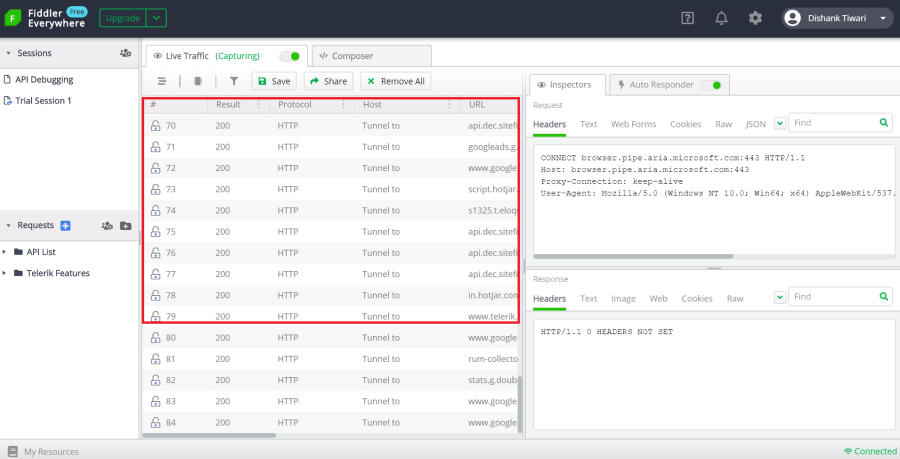 Fiddler Everywhere Free
Upgrade
Dishank Tiwari
Sessions
API Debugging
Trial Session 1
Requests
API List
Telerik Features
Live Traffic (Capturing)
Composer
Save Share Remove All
# Result Protocol Host URL
70 200 HTTP Tunnel to api.dec.sitefi
71 200 HTTP Tunnel to googleads.g.
72 200 HTTP Tunnel to www.google
73 200 HTTP Tunnel to script.hotjar.
74 200 HTTP Tunnel to s1325.t.eloq
75 200 HTTP Tunnel to api.dec.sitefi
76 200 HTTP Tunnel to api.dec.sitefi
77 200 HTTP Tunnel to api.dec.sitefi
78 200 HTTP Tunnel to in.hotjar.con
79 200 HTTP Tunnel to www.telerik.
80 200 HTTP Tunnel to www.google
81 200 HTTP Tunnel to rum-collecto
82 200 HTTP Tunnel to stats.g.doub
83 200 HTTP Tunnel to www.google
84 200 HTTP Tunnel to www.google
Inspectors
Auto Responder
Request
Headers Text Web Forms Cookies Raw JSON Find
CONNECT browser.pipe.aria.microsoft.com:443 HTTP/1.1
Host: browser.pipe.aria.microsoft.com:443
Proxy-Connection: keep-alive
User-Agent: Mozilla/5.0 (Windows NT 10.0; Win64; x64) AppleWebKit/537.
Response
Headers Text Image Web Cookies Raw Find
HTTP/1.1 0 HEADERS NOT SET
My Resources
Connected